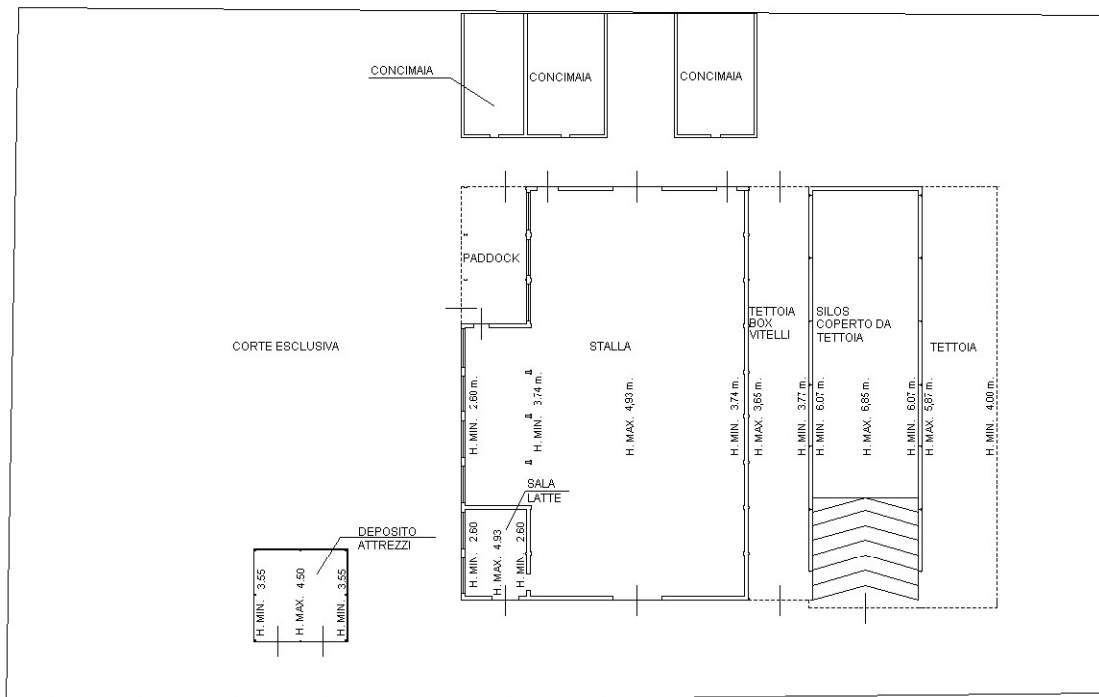 CONCIMAIA
CONCIMAIA
CONCIMAIA
PADDOCK
TETTOIA
BOX
VITELLI
SILOS
COPERTO DA
TETTOIA
CORTE ESCLUSIVA
STALLA
TETTOIA
H. MIN. 2.60 m.
H. MIN. 3.74 m.
H. MAX. 4,93 m.
H. MIN. 3.74 m.
H. MAX. 3,65 m.
H. MIN. 3.77 m.
H. MIN. 6.07 m.
H. MAX. 6,85 m.
H. MIN. 6.07 m.
H. MAX. 5,87 m.
H. MIN. 4.00 m.
SALA
LATTE
H. MIN. 2.60
H. MAX. 4.93
H. MIN. 2.60
DEPOSITO
ATTREZZI
H. MIN. 3.55
H. MAX. 4.50
H. MIN. 3.55